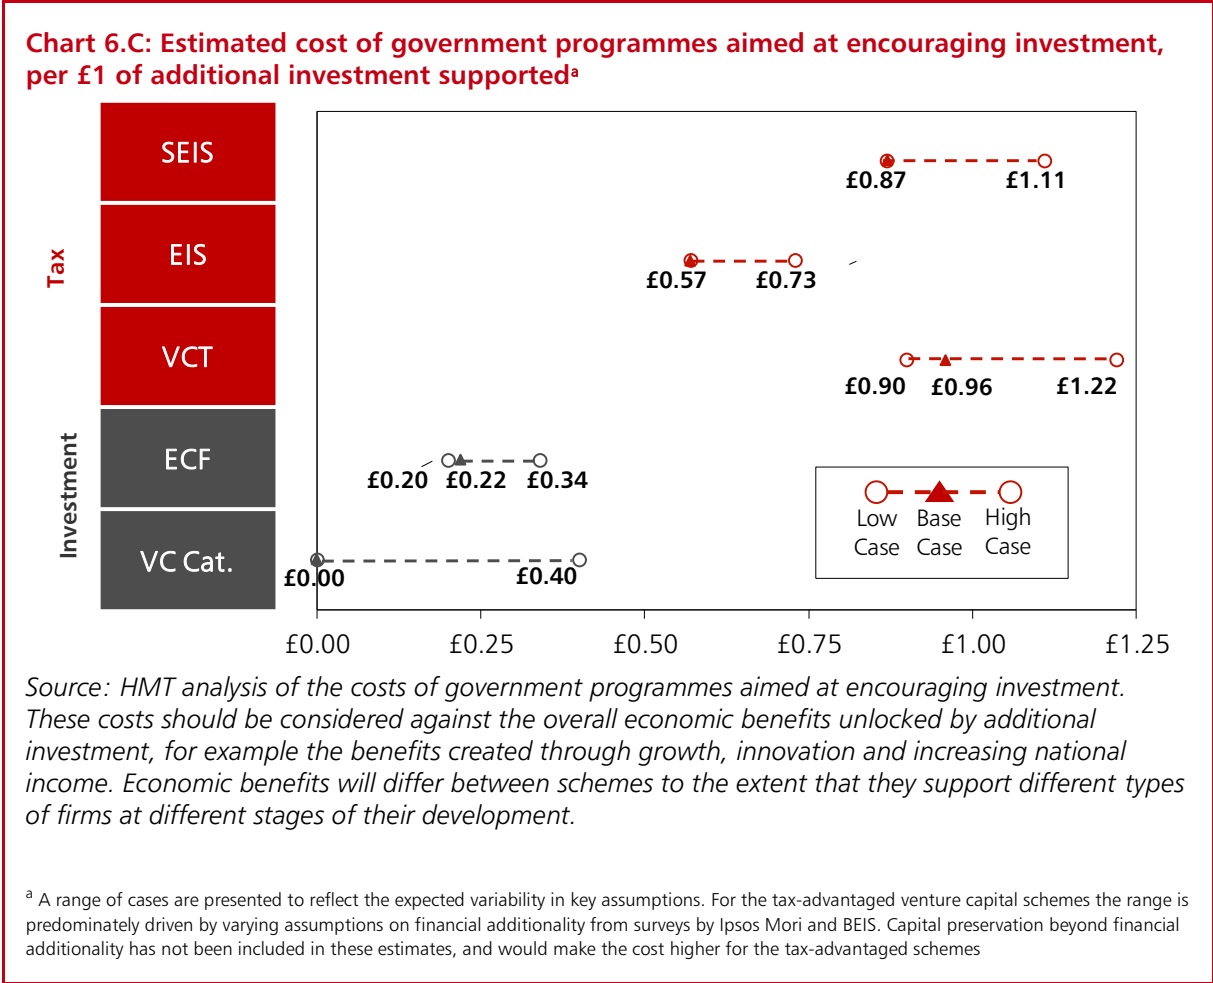 Chart 6.C: Estimated cost of government programmes aimed at encouraging investment,
per £1 of additional investment supportedᵃ
Tax
SEIS
£0.87
£1.11
EIS
£0.57
£0.73
VCT
£0.90
£0.96
£1.22
Investment
ECF
£0.20
£0.22
£0.34
VC Cat.
£0.00
£0.40
Low Case
Base Case
High Case
£0.00 £0.25 £0.50 £0.75 £1.00 £1.25
Source: HMT analysis of the costs of government programmes aimed at encouraging investment.
These costs should be considered against the overall economic benefits unlocked by additional
investment, for example the benefits created through growth, innovation and increasing national
income. Economic benefits will differ between schemes to the extent that they support different types
of firms at different stages of their development.
ᵃ A range of cases are presented to reflect the expected variability in key assumptions. For the tax-advantaged venture capital schemes the range is
predominately driven by varying assumptions on financial additionality from surveys by Ipsos Mori and BEIS. Capital preservation beyond financial
additionality has not been included in these estimates, and would make the cost higher for the tax-advantaged schemes